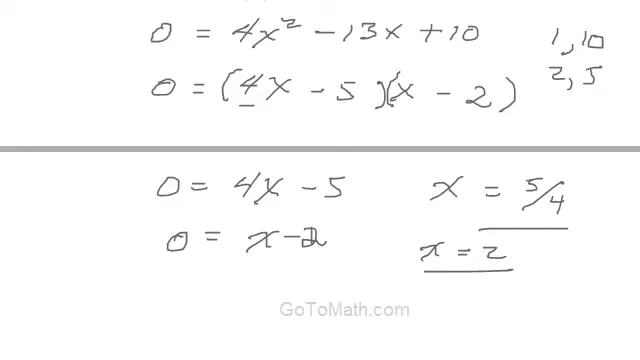 0 = 4x² - 13x + 10 1, 10
0 = (4x - 5)(x - 2) 2, 5
0 = 4x - 5 x = 5/4
0 = x - 2 x = 2
GoToMath.com